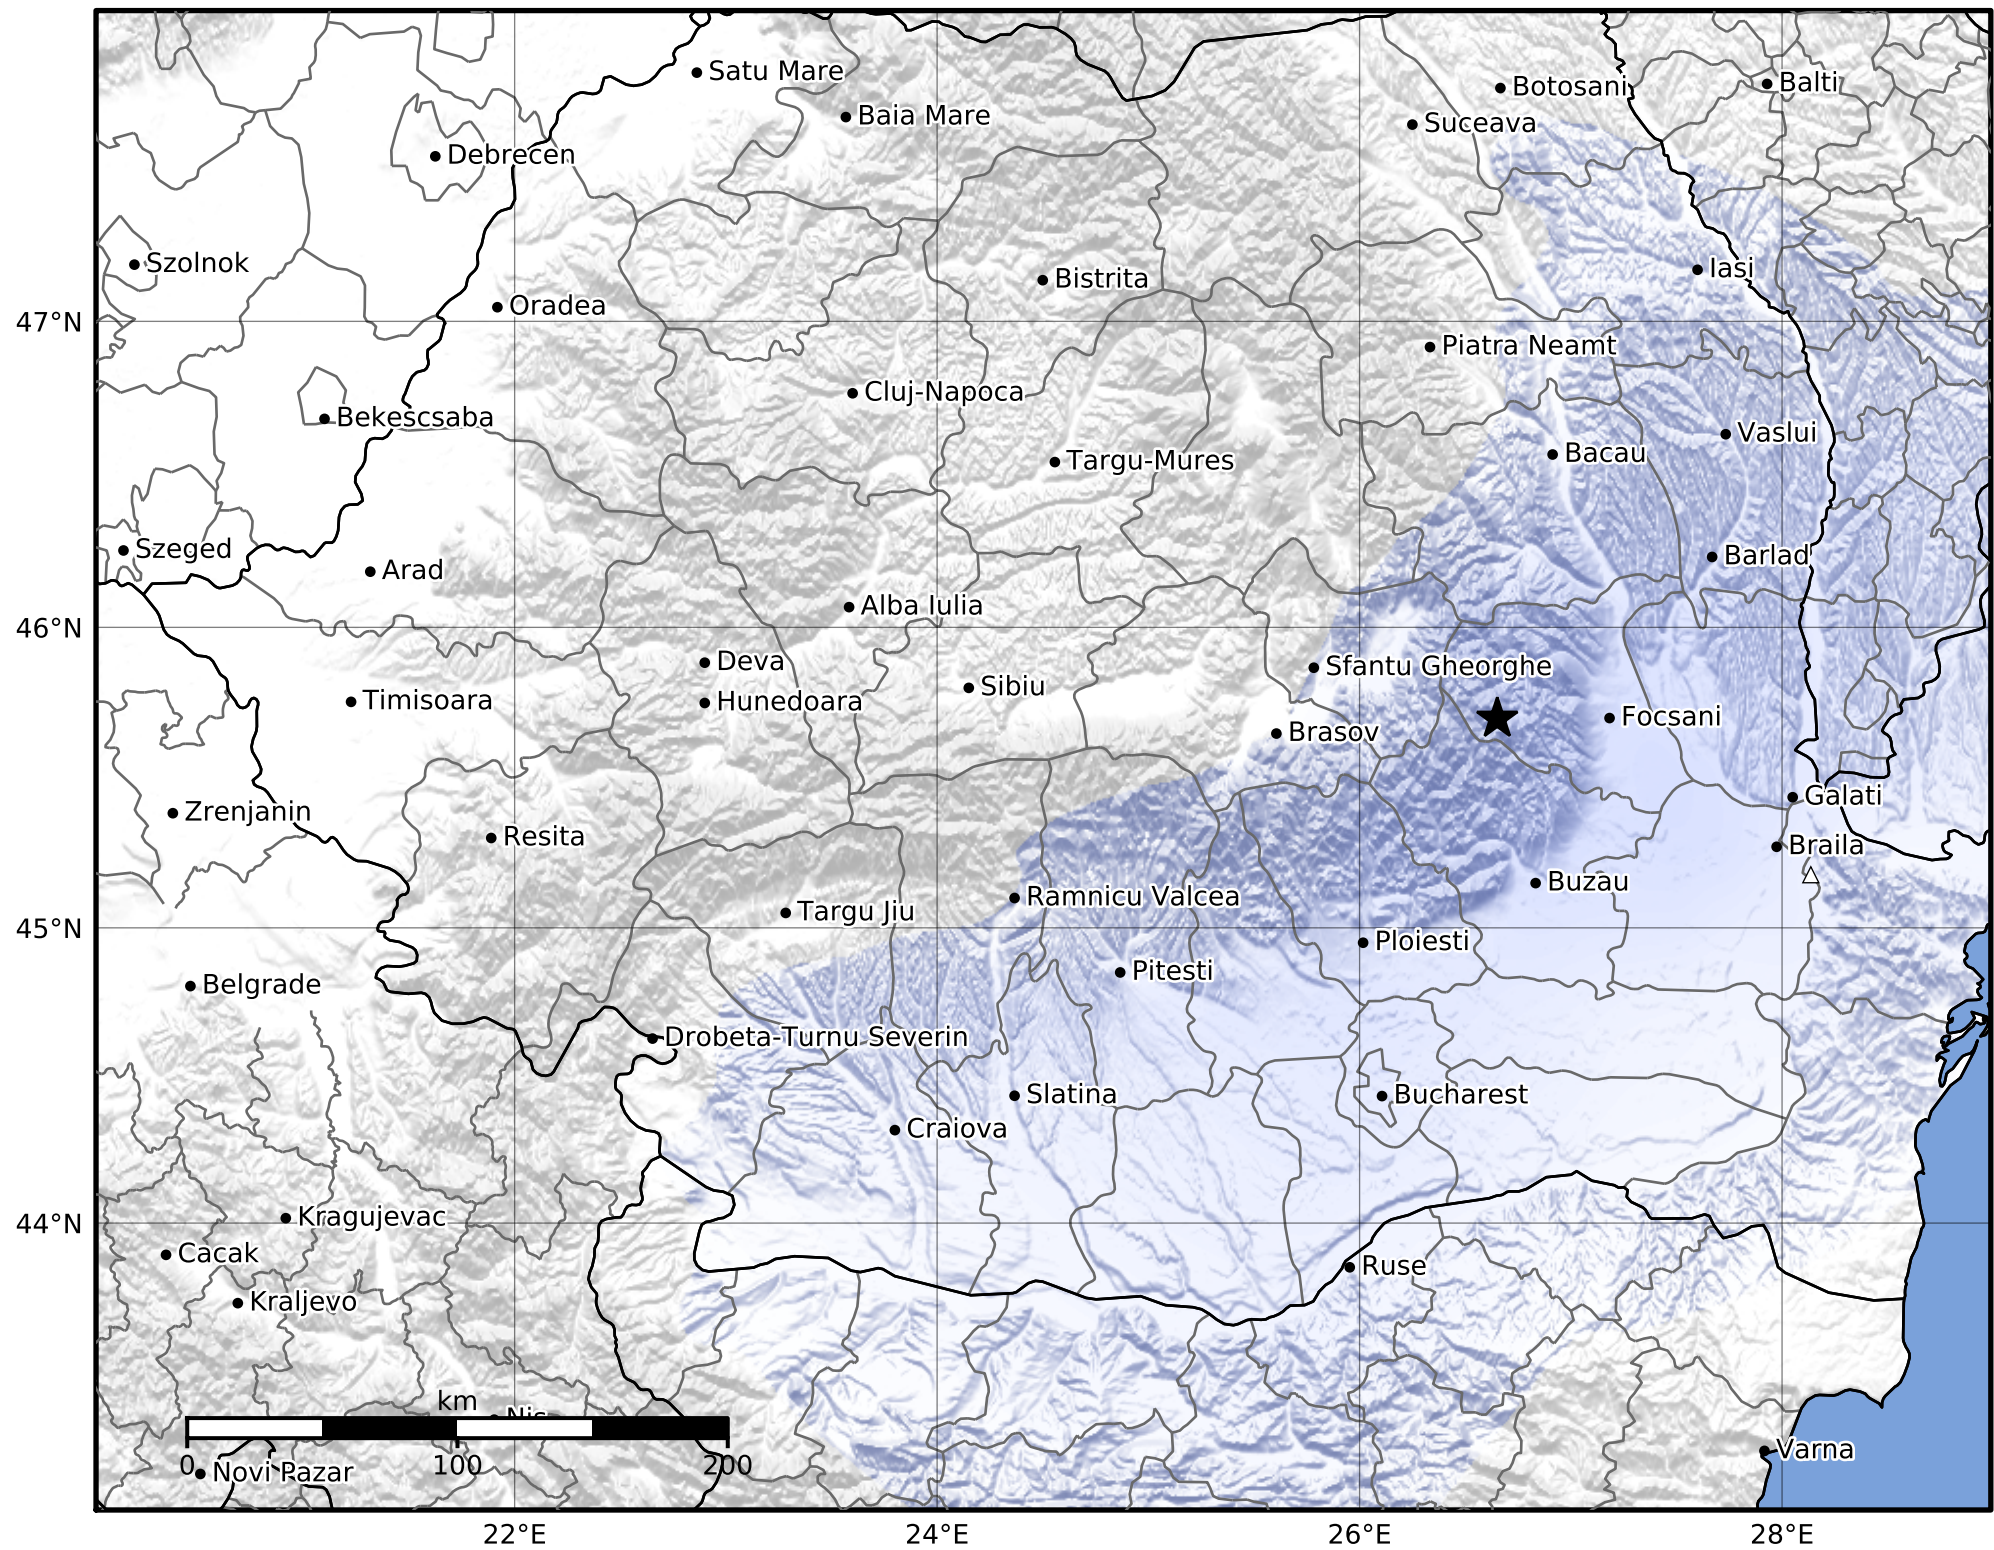 Satu Mare
Botosani
Balti
Baia Mare
Suceava
Debrecen
Szolnok
Iasi
Bistrita
Oradea
47°N
Piatra Neamt
Cluj-Napoca
Bekescsaba
Vaslui
Bacau
Targu-Mures
Szeged
Barlad
Arad
Alba Iulia
46°N
Deva
Sfantu Gheorghe
Sibiu
Timisoara
Hunedoara
Focsani
Brasov
Galati
Zrenjanin
Resita
Braila
Buzau
Ramnicu Valcea
Targu Jiu
45°N
Ploiesti
Pitesti
Belgrade
Drobeta-Turnu Severin
Slatina
Bucharest
Craiova
Kragujevac
44°N
Cacak
Ruse
Kraljevo
km
Nis
Varna
0 100 200
Novi Pazar
22°E 24°E 26°E 28°E